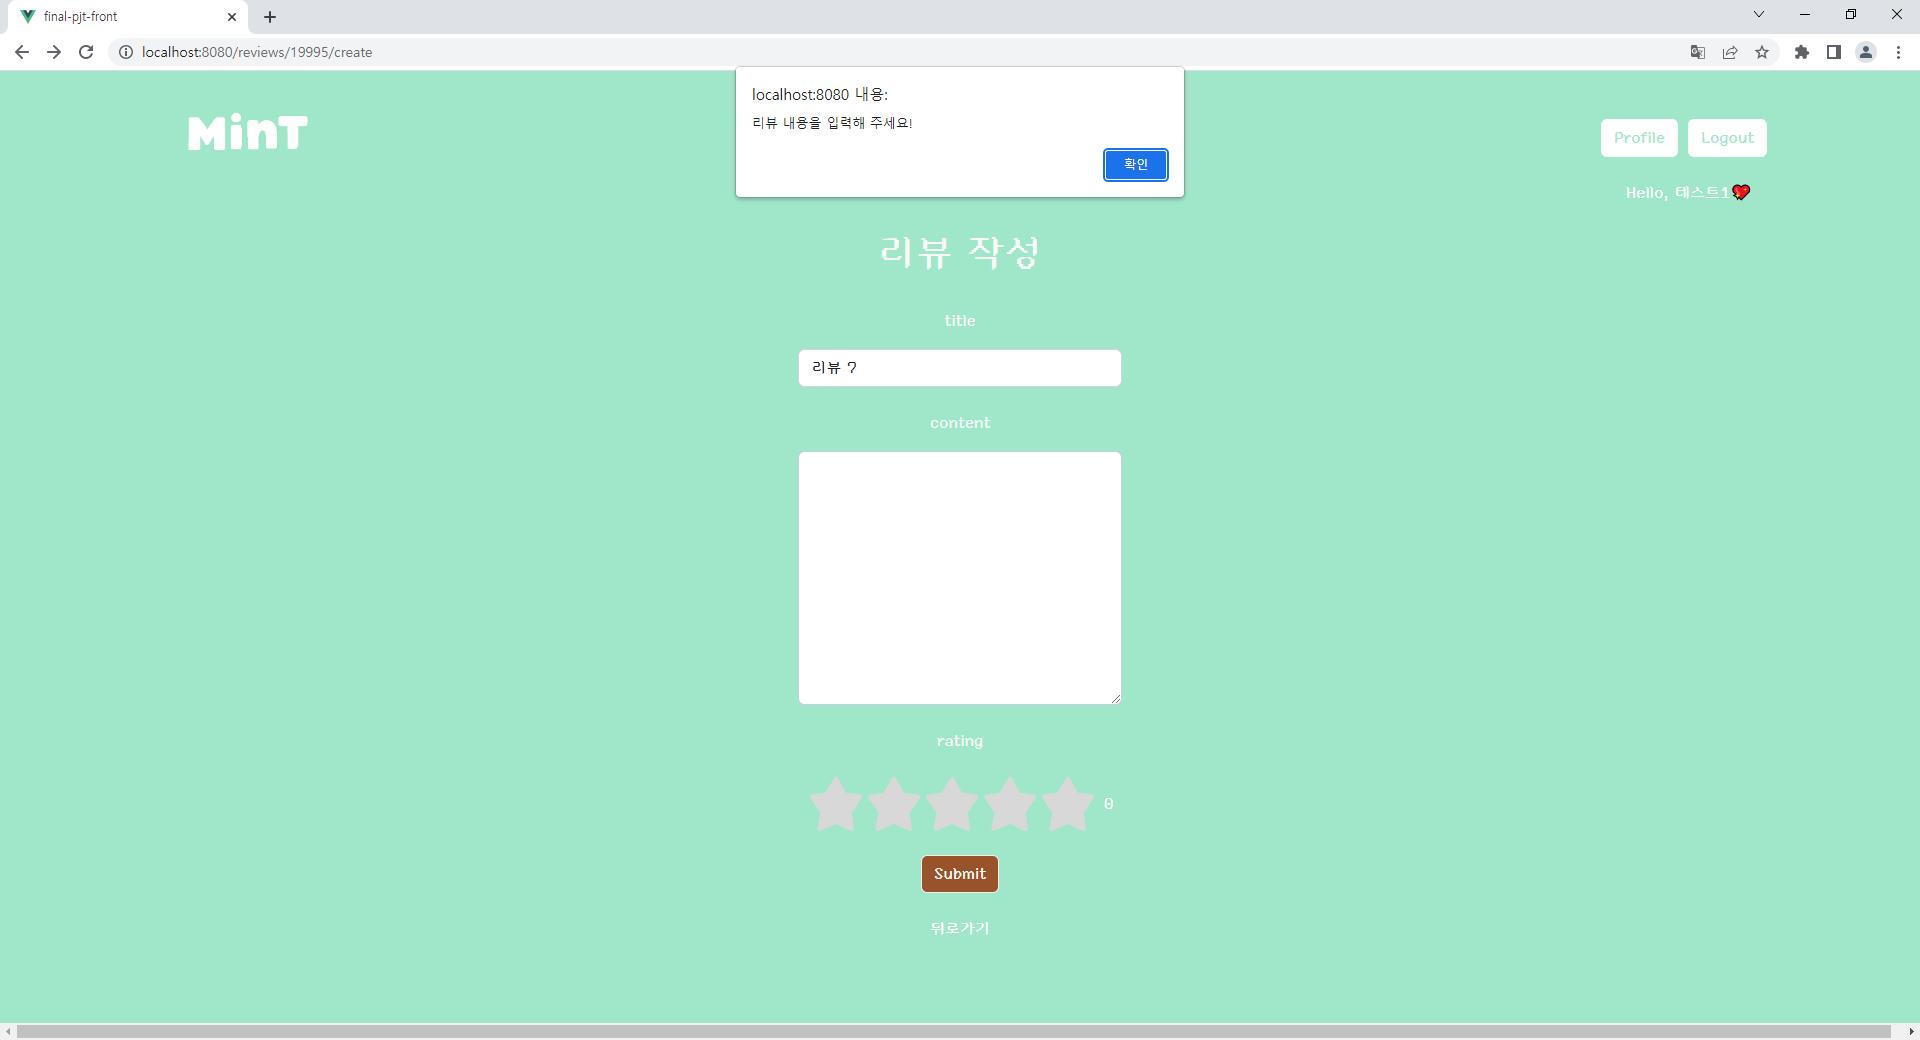 final-pjt-front
localhost:8080/reviews/19995/create
localhost:8080 내용:
리뷰 내용을 입력해 주세요!
확인
MinT
Profile
Logout
Hello, 테스트1
리뷰 작성
title
리뷰 ?
content
rating
0
Submit
뒤로가기